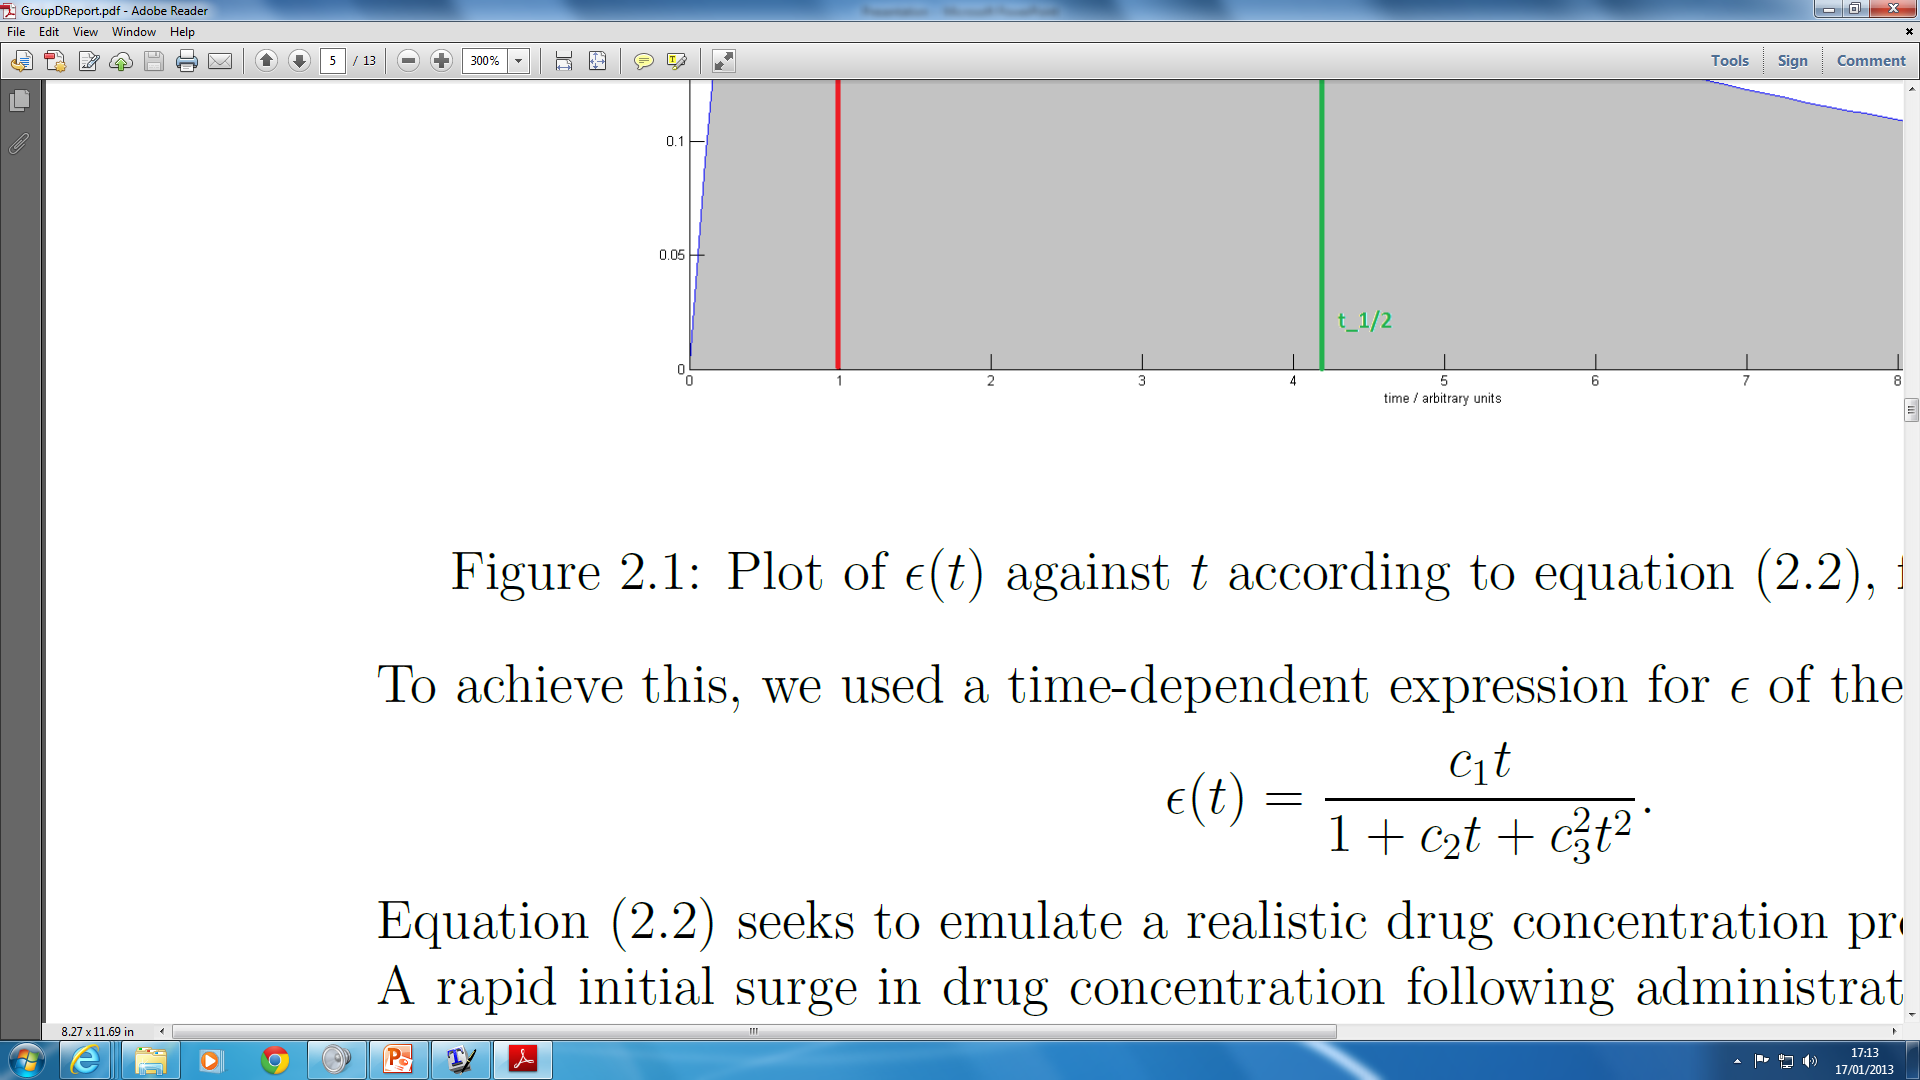 GroupDReport.pdf - Adobe Reader
File Edit View Window Help
5 / 13 300% Tools Sign Comment
0.1
0.05
t_1/2
0
0 1 2 3 4 5 6 7 8
time / arbitrary units
Figure 2.1: Plot of ϵ(t) against t according to equation (2.2),
To achieve this, we used a time-dependent expression for ϵ of the
ϵ(t) = c₁t / (1 + c₂t + c₃²t²).
Equation (2.2) seeks to emulate a realistic drug concentration pr
A rapid initial surge in drug concentration following administrat
8.27 x 11.69 in
17:13
17/01/2013